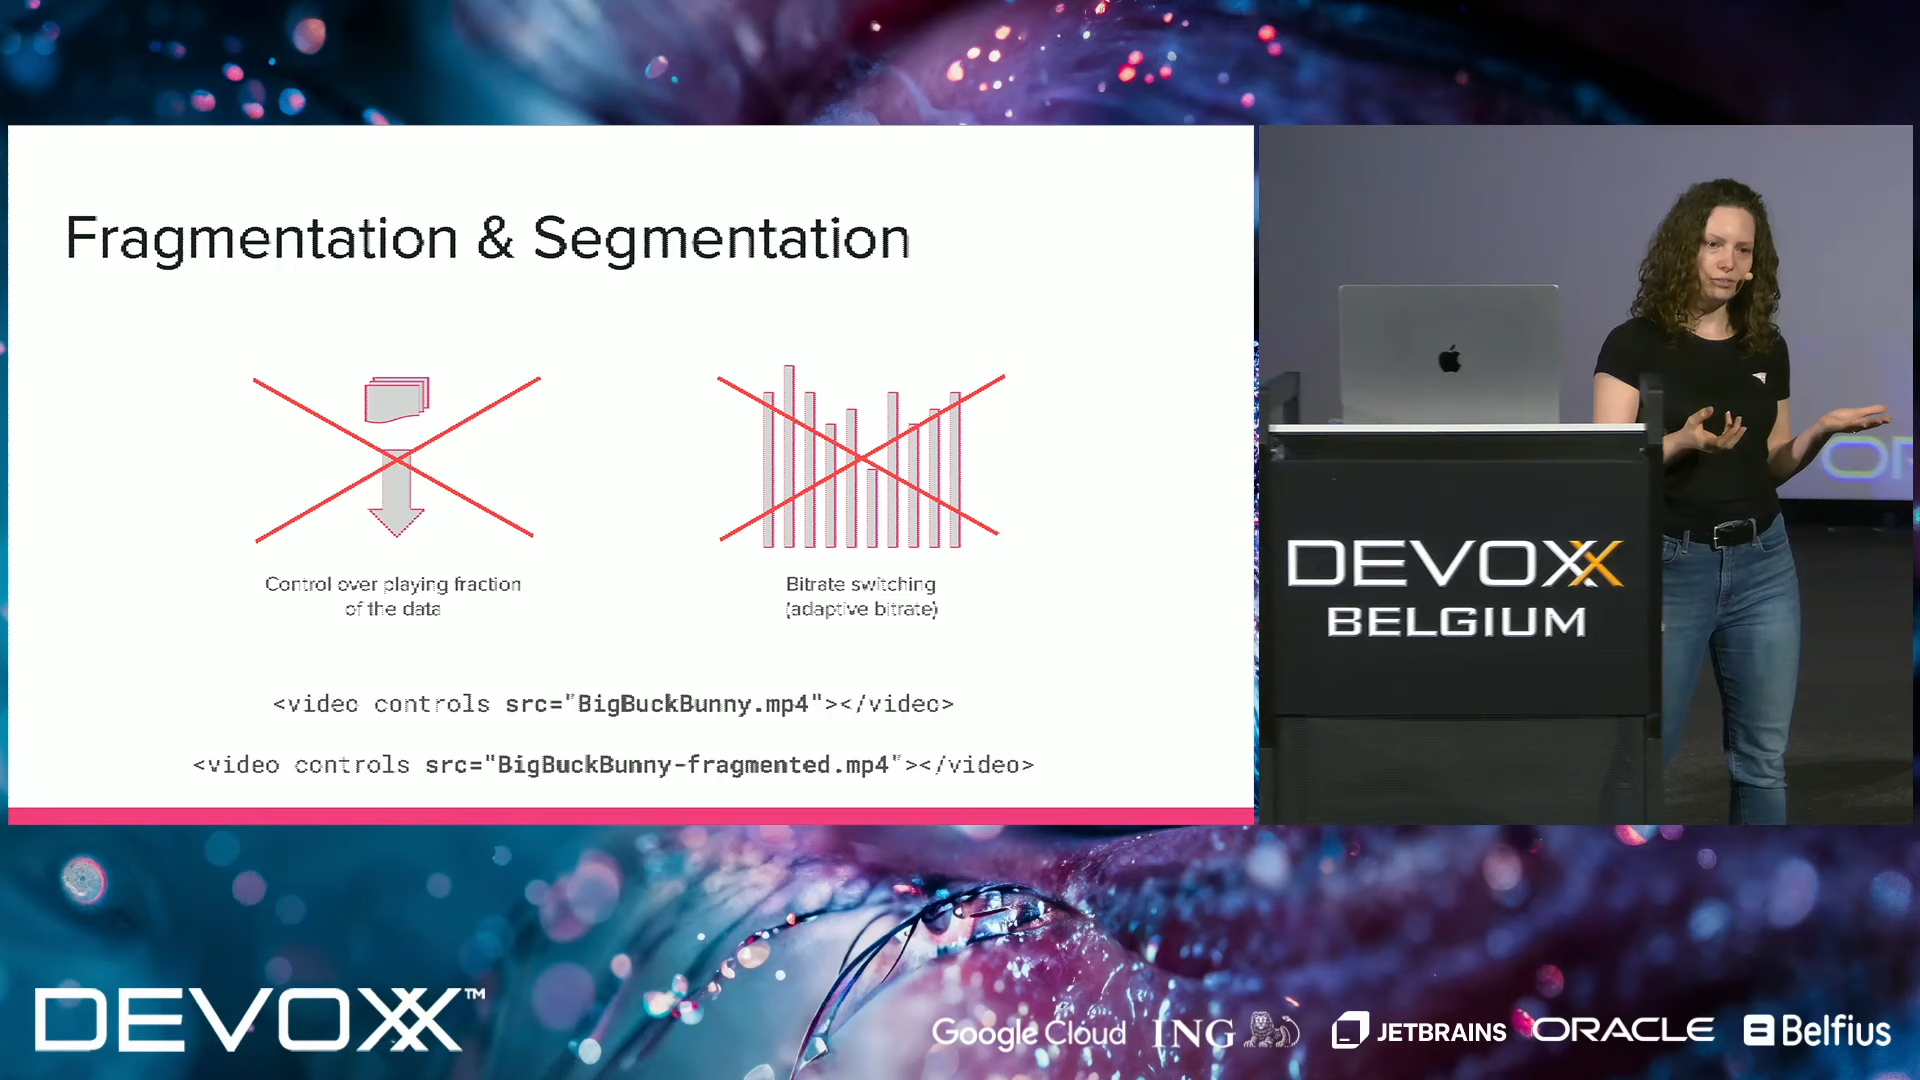 Fragmentation & Segmentation
Control over playing fraction
of the data
Bitrate switching
(adaptive bitrate)
<video controls src="BigBuckBunny.mp4"></video>
<video controls src="BigBuckBunny-fragmented.mp4"></video>
OR
DEVOXX
BELGIUM
DEVOXX™
Google Cloud
ING
JETBRAINS
ORACLE
Belfius